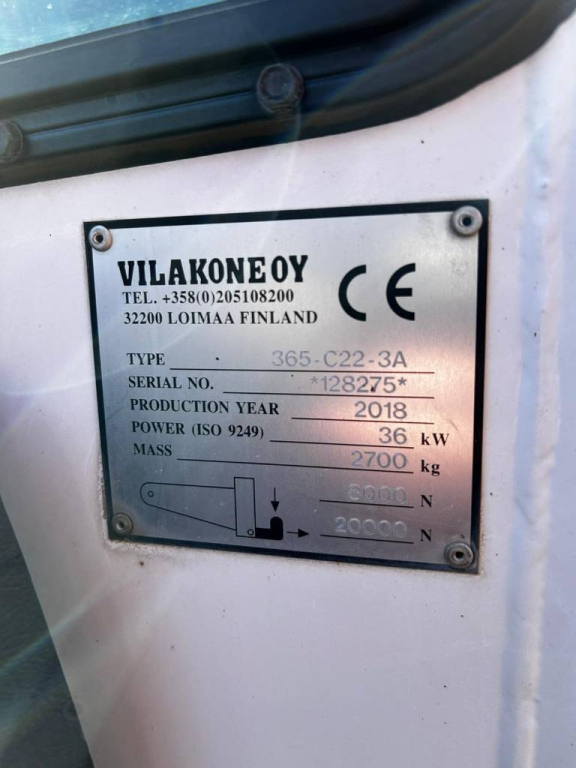 VILAKONE OY
TEL. +358(0)205108200
32200 LOIMAA FINLAND
CE
TYPE 365-C22-3A
SERIAL NO. *128275*
PRODUCTION YEAR 2018
POWER (ISO 9249) 36 kW
MASS 2700 kg
N
20000 N